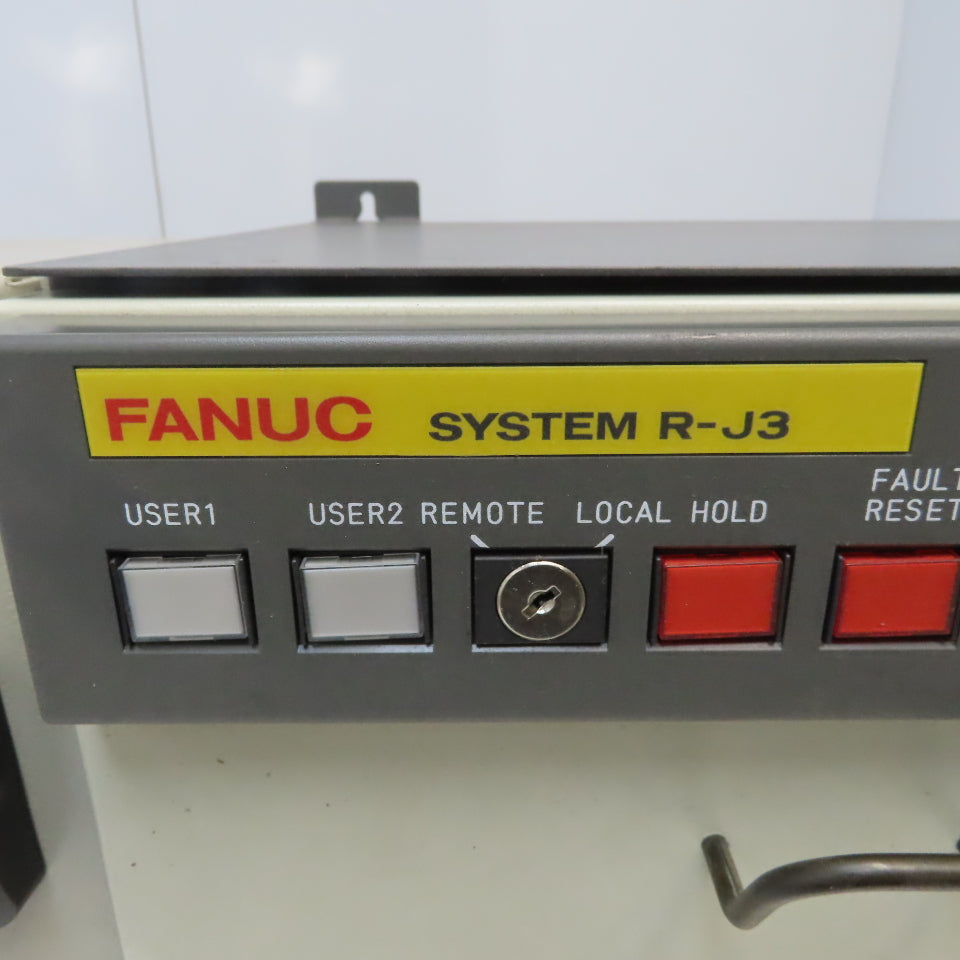 FANUC SYSTEM R-J3
USER1 USER2 REMOTE LOCAL HOLD FAULT RESET